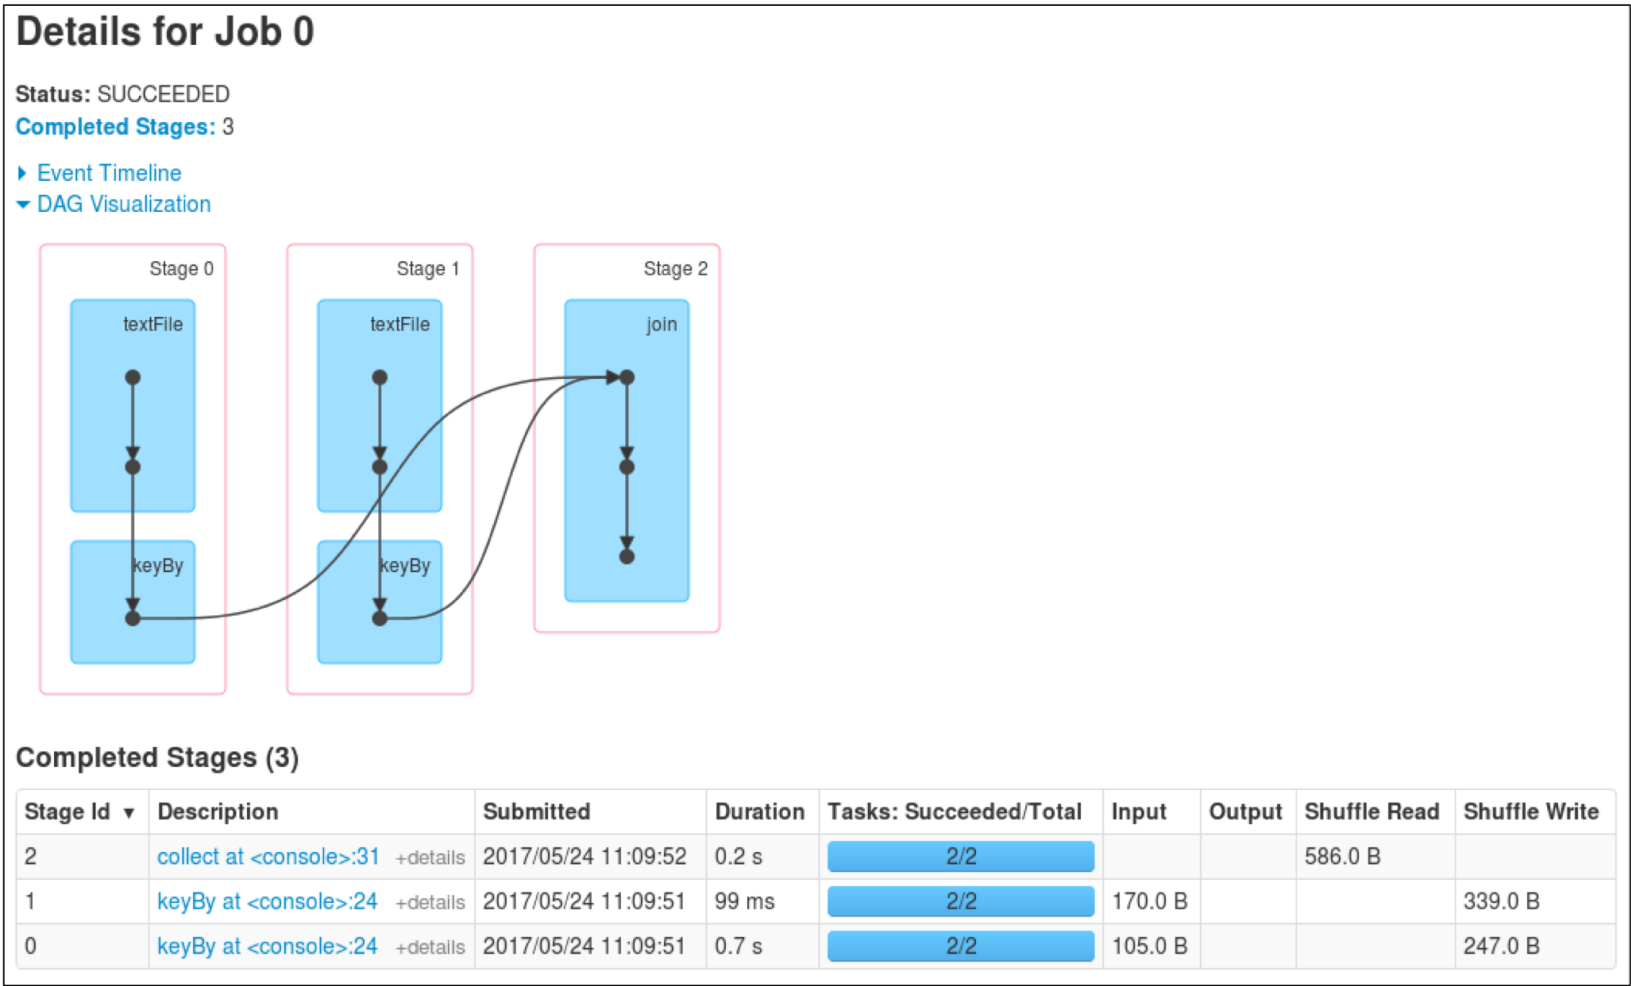 Details for Job 0
Status: SUCCEEDED
Completed Stages: 3
Event Timeline
DAG Visualization
Stage 0 Stage 1 Stage 2
textFile textFile join
keyBy keyBy
Completed Stages (3)
Stage Id ▼ Description Submitted Duration Tasks: Succeeded/Total Input Output Shuffle Read Shuffle Write
2 collect at <console>:31 +details 2017/05/24 11:09:52 0.2 s 2/2 586.0 B
1 keyBy at <console>:24 +details 2017/05/24 11:09:51 99 ms 2/2 170.0 B 339.0 B
0 keyBy at <console>:24 +details 2017/05/24 11:09:51 0.7 s 2/2 105.0 B 247.0 B